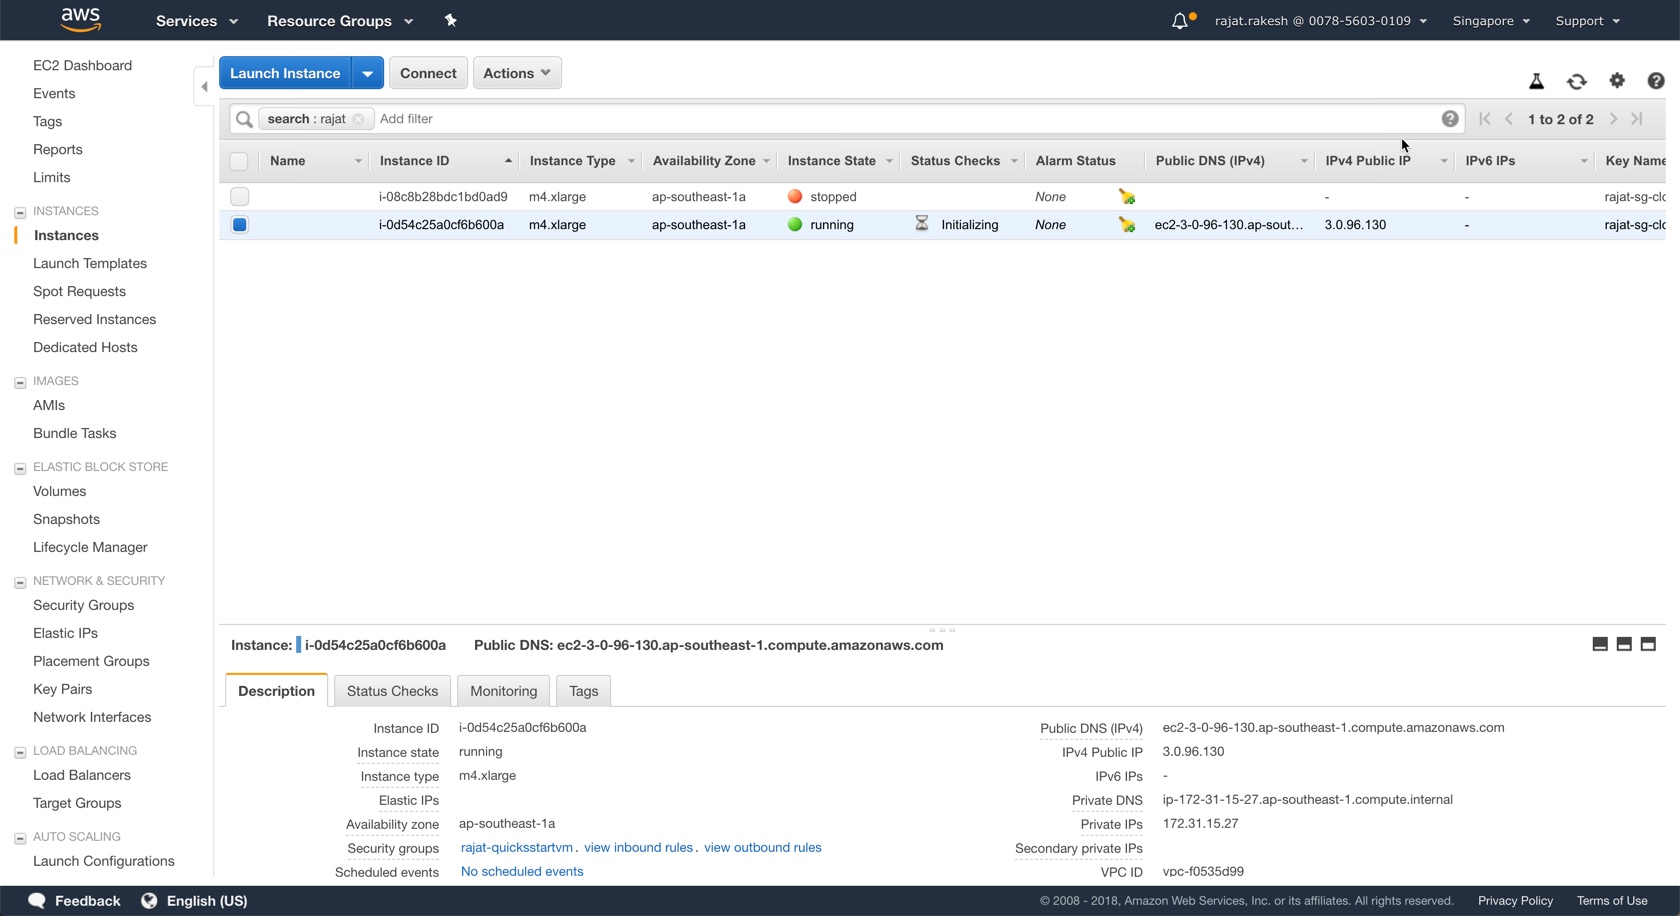 aws Services Resource Groups rajat.rakesh @ 0078-5603-0109 Singapore Support
EC2 Dashboard
Events
Tags
Reports
Limits
INSTANCES
Instances
Launch Templates
Spot Requests
Reserved Instances
Dedicated Hosts
IMAGES
AMIs
Bundle Tasks
ELASTIC BLOCK STORE
Volumes
Snapshots
Lifecycle Manager
NETWORK & SECURITY
Security Groups
Elastic IPs
Placement Groups
Key Pairs
Network Interfaces
LOAD BALANCING
Load Balancers
Target Groups
AUTO SCALING
Launch Configurations
Launch Instance Connect Actions
search : rajat Add filter 1 to 2 of 2
Name Instance ID Instance Type Availability Zone Instance State Status Checks Alarm Status Public DNS (IPv4) IPv4 Public IP IPv6 IPs Key Name
i-08c8b28bdc1bd0ad9 m4.xlarge ap-southeast-1a stopped None - - rajat-sg-clo
i-0d54c25a0cf6b600a m4.xlarge ap-southeast-1a running Initializing None ec2-3-0-96-130.ap-sout... 3.0.96.130 - rajat-sg-clo
Instance: i-0d54c25a0cf6b600a Public DNS: ec2-3-0-96-130.ap-southeast-1.compute.amazonaws.com
Description Status Checks Monitoring Tags
Instance ID i-0d54c25a0cf6b600a
Instance state running
Instance type m4.xlarge
Elastic IPs
Availability zone ap-southeast-1a
Security groups rajat-quicksstartvm. view inbound rules. view outbound rules
Scheduled events No scheduled events
Public DNS (IPv4) ec2-3-0-96-130.ap-southeast-1.compute.amazonaws.com
IPv4 Public IP 3.0.96.130
IPv6 IPs -
Private DNS ip-172-31-15-27.ap-southeast-1.compute.internal
Private IPs 172.31.15.27
Secondary private IPs
VPC ID vpc-f0535d99
Feedback English (US) © 2008 - 2018, Amazon Web Services, Inc. or its affiliates. All rights reserved. Privacy Policy Terms of Use